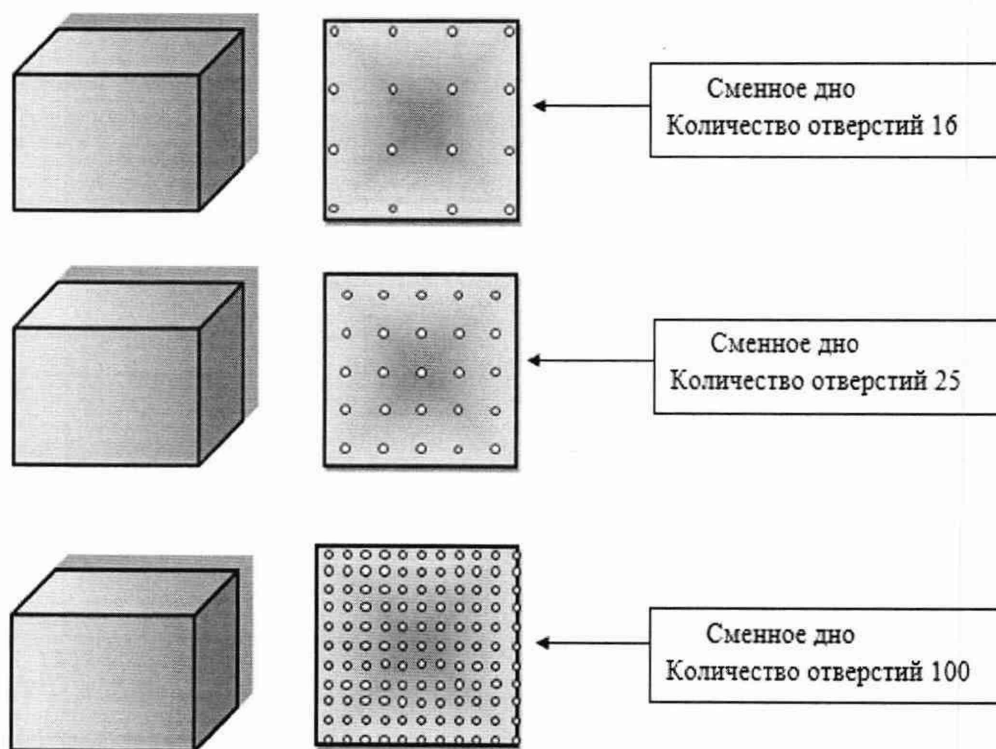 Сменное дно
Количество отверстий 16
Сменное дно
Количество отверстий 25
Сменное дно
Количество отверстий 100